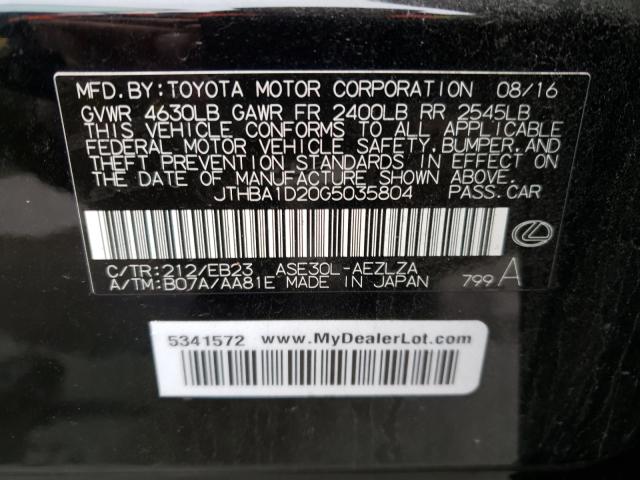 MFD.BY:TOYOTA MOTOR CORPORATION 08/16
GVWR 4630LB GAWR FR 2400LB RR 2545LB
THIS VEHICLE CONFORMS TO ALL APPLICABLE
FEDERAL MOTOR VEHICLE SAFETY,BUMPER,AND
THEFT PREVENTION STANDARDS IN EFFECT ON
THE DATE OF MANUFACTURE SHOWN ABOVE.
JTHBA1D20G5035804 PASS.CAR
C/TR:212/EB23 ASE30L-AEZLZA
A/TM:B07A/AA81E MADE IN JAPAN 799 A
5341572 www.MyDealerLot.com